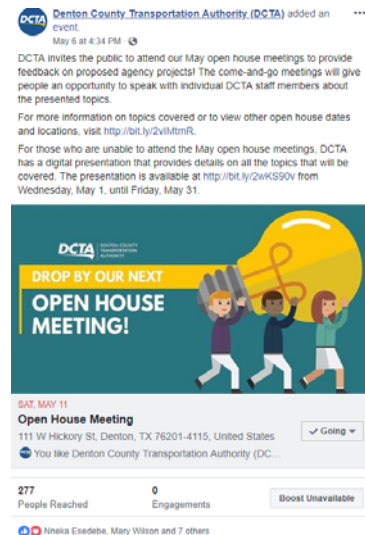 Denton County Transportation Authority (DCTA) added an
event.
May 6 at 4:34 PM ·
DCTA invites the public to attend our May open house meetings to provide
feedback on proposed agency projects! The come-and-go meetings will give
people an opportunity to speak with individual DCTA staff members about
the presented topics.
For more information on topics covered or to view other open house dates
and locations, visit http://bit.ly/2vlMtmR.
For those who are unable to attend the May open house meetings, DCTA
has a digital presentation that provides details on all the topics that will be
covered. The presentation is available at http://bit.ly/2wKS90v from
Wednesday, May 1, until Friday, May 31.
DCTA
DENTON COUNTY
TRANSPORTATION
AUTHORITY
DROP BY OUR NEXT
OPEN HOUSE
MEETING!
SAT, MAY 11
Open House Meeting
111 W Hickory St, Denton, TX 76201-4115, United States
Going
You like Denton County Transportation Authority (DC...
277
People Reached
0
Engagements
Boost Unavailable
Nneka Esedebe, Mary Wilson and 7 others